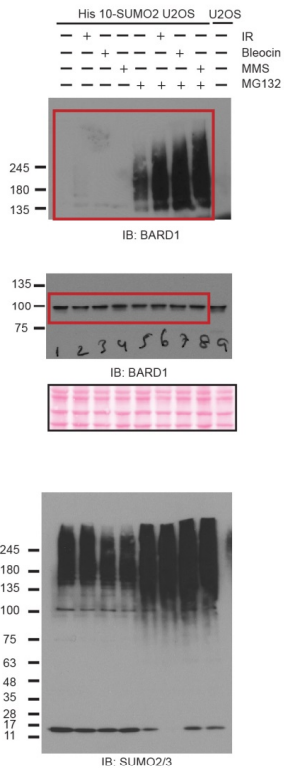 His 10-SUMO2 U2OS U2OS
– + – – – + – – – IR
– – + – – – + – – Bleocin
– – – + – – – + – MMS
– – – – + + + + – MG132
245
180
135
IB: BARD1
135
100
75
1 2 3 4 5 6 7 8 9
IB: BARD1
245
180
135
100
75
63
48
35
28
17
11
IB: SUMO2/3